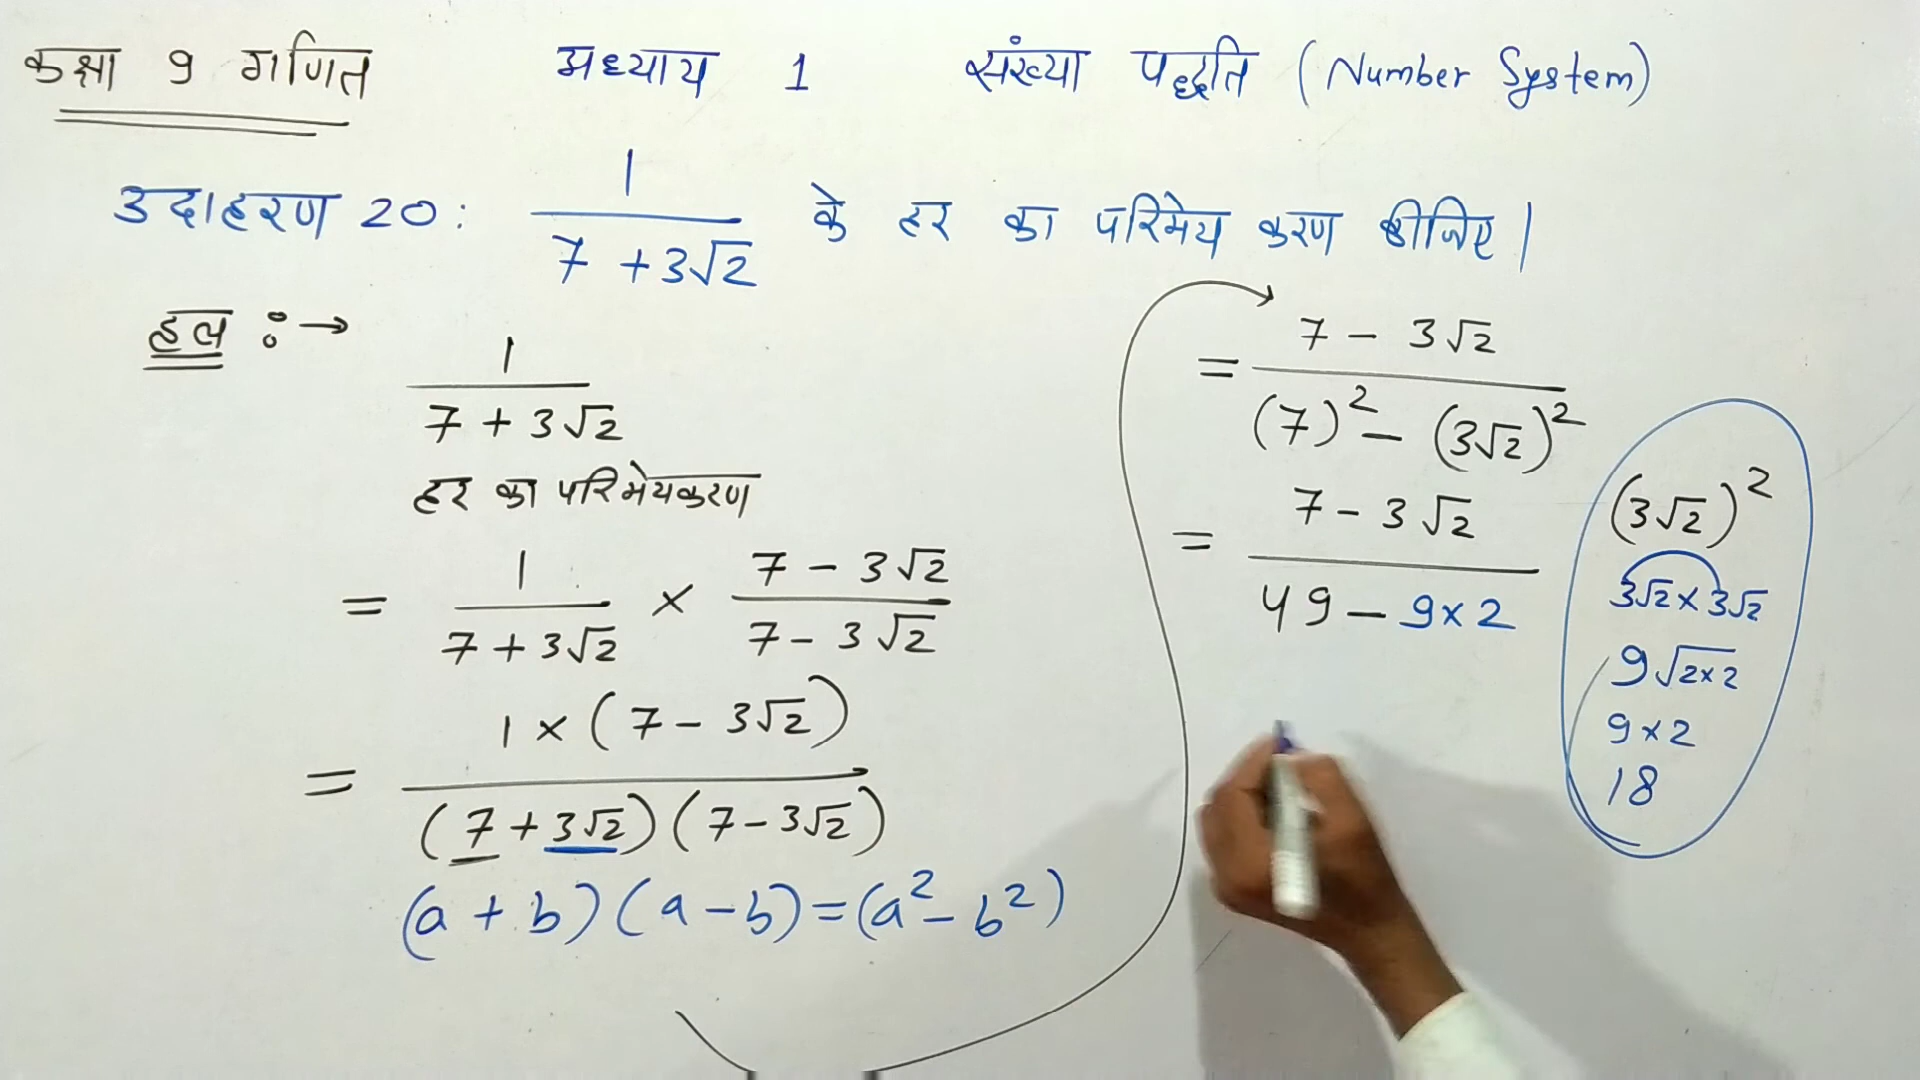 कक्षा 9 गणित अध्याय 1 संख्या पद्धति (Number System)
उदाहरण 20: 1/(7+3√2) के हर का परिमेय करण कीजिए।
हल :→
1/(7+3√2)
हर का परिमेयकरण
= 1/(7+3√2) × (7-3√2)/(7-3√2)
= 1×(7-3√2)/(7+3√2)(7-3√2)
(a+b)(a-b)=(a²-b²)
= (7-3√2)/((7)²-(3√2)²)
= (7-3√2)/(49-9×2)
(3√2)²
3√2×3√2
9√2×2
9×2
18